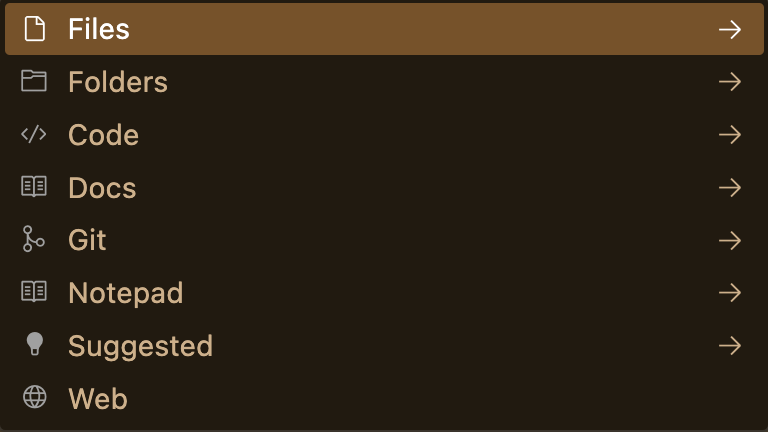 Files
Folders
Code
Docs
Git
Notepad
Suggested
Web